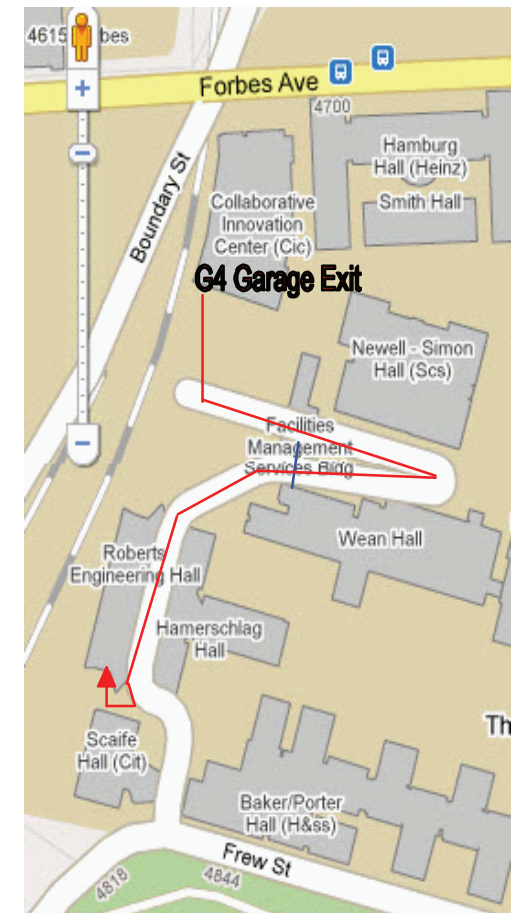 4615
bes
Forbes Ave
4700
Boundary St
Hamburg
Hall (Heinz)
Smith Hall
Collaborative
Innovation
Center (Cic)
G4 Garage Exit
Newell - Simon
Hall (Scs)
Facilities
Management
Services Bldg
Wean Hall
Roberts
Engineering Hall
Hamerschlag
Hall
Th
Scaife
Hall (Cit)
Baker/Porter
Hall (H&ss)
Frew St
4818
4844